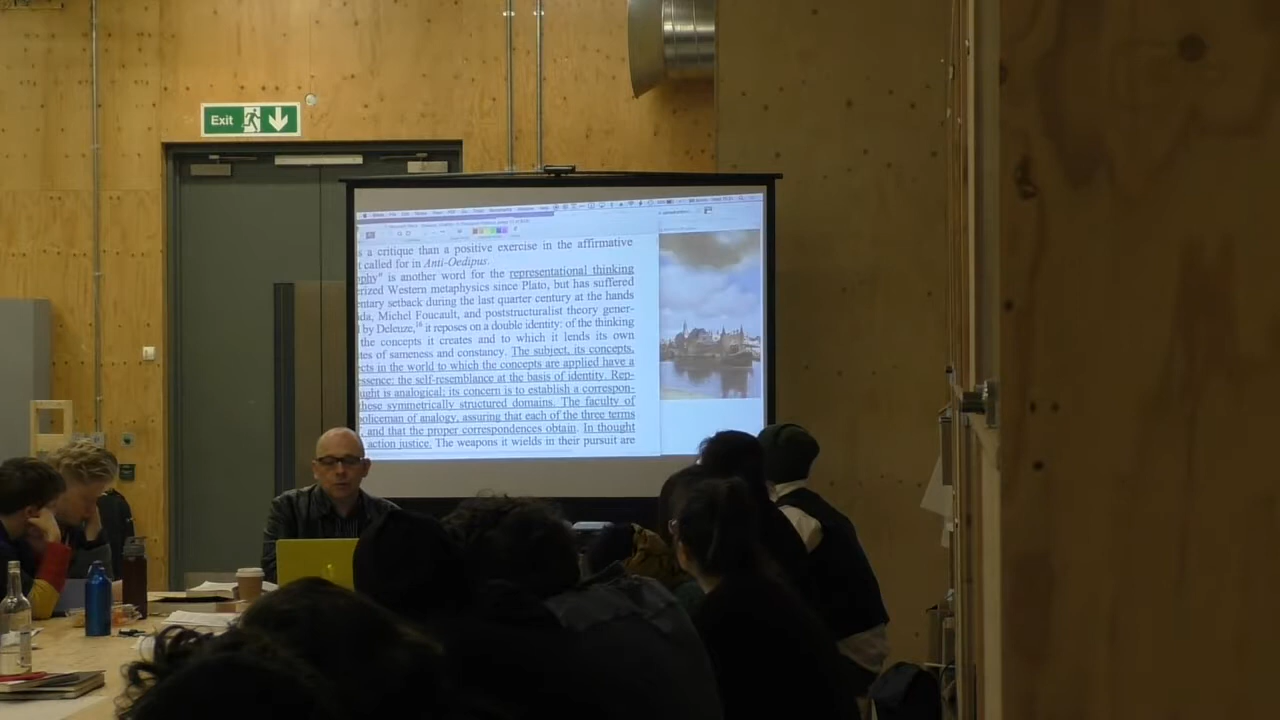 Exit
s a critique than a positive exercise in the affirmative
t called for in Anti-Oedipus.
phy" is another word for the representational thinking
erized Western metaphysics since Plato, but has suffered
entary setback during the last quarter century at the hands
ida, Michel Foucault, and poststructuralist theory gener-
l by Deleuze,¹⁸ it reposes on a double identity: of the thinking
the concepts it creates and to which it lends its own
tes of sameness and constancy. The subject, its concepts,
cts in the world to which the concepts are applied have a
essence: the self-resemblance at the basis of identity. Rep-
ught is analogical; its concern is to establish a correspon-
hese symmetrically structured domains. The faculty of
policeman of analogy, assuring that each of the three terms
, and that the proper correspondences obtain. In thought
action justice. The weapons it wields in their pursuit are